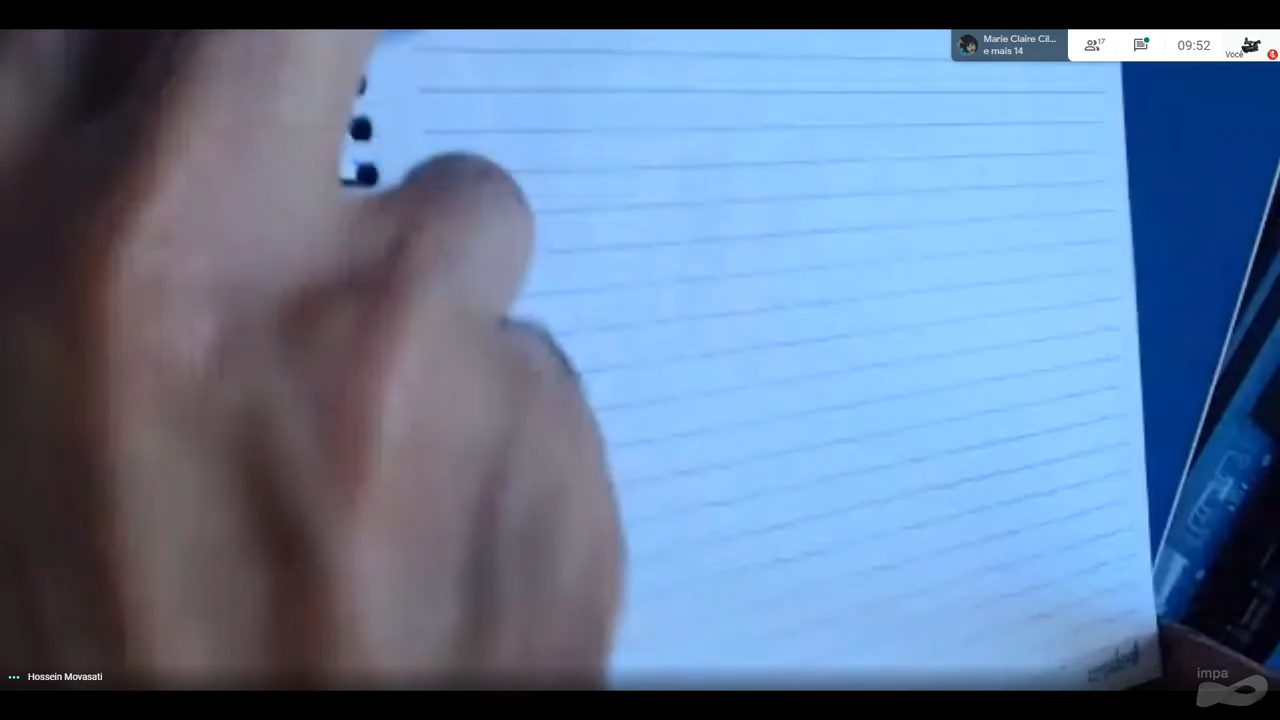 Marie Claire Cil...
e mais 14
17
09:52
Você
Hossein Movasati
impa